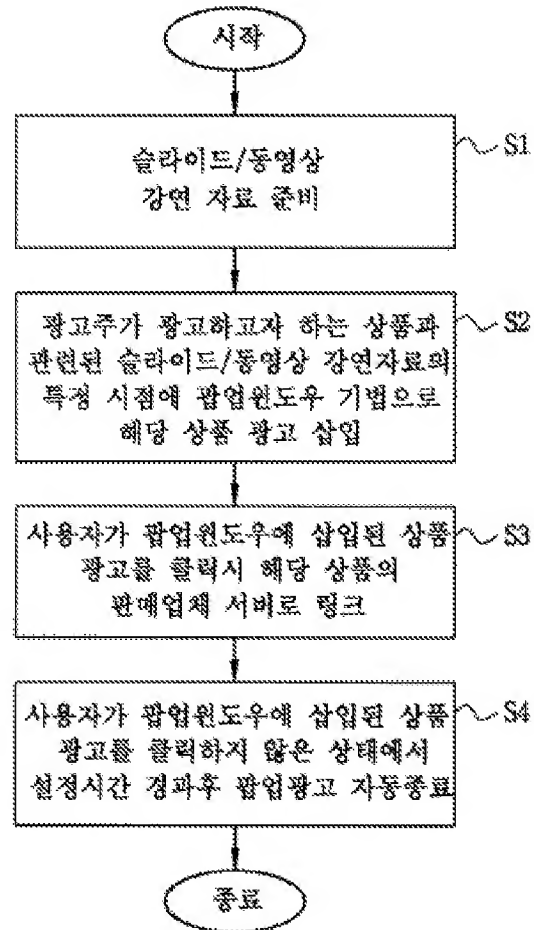 시작
슬라이드/동영상
강연 자료 준비
S1
광고주가 광고하고자 하는 상품과
관련된 슬라이드/동영상 강연자료의
특정 시점에 팝업윈도우 기법으로
해당 상품 광고 삽입
S2
사용자가 팝업윈도우에 삽입된 상품
광고를 클릭시 해당 상품의
판매업체 서버로 링크
S3
사용자가 팝업윈도우에 삽입된 상품
광고를 클릭하지 않은 상태에서
설정시간 경과후 팝업광고 자동종료
S4
종료